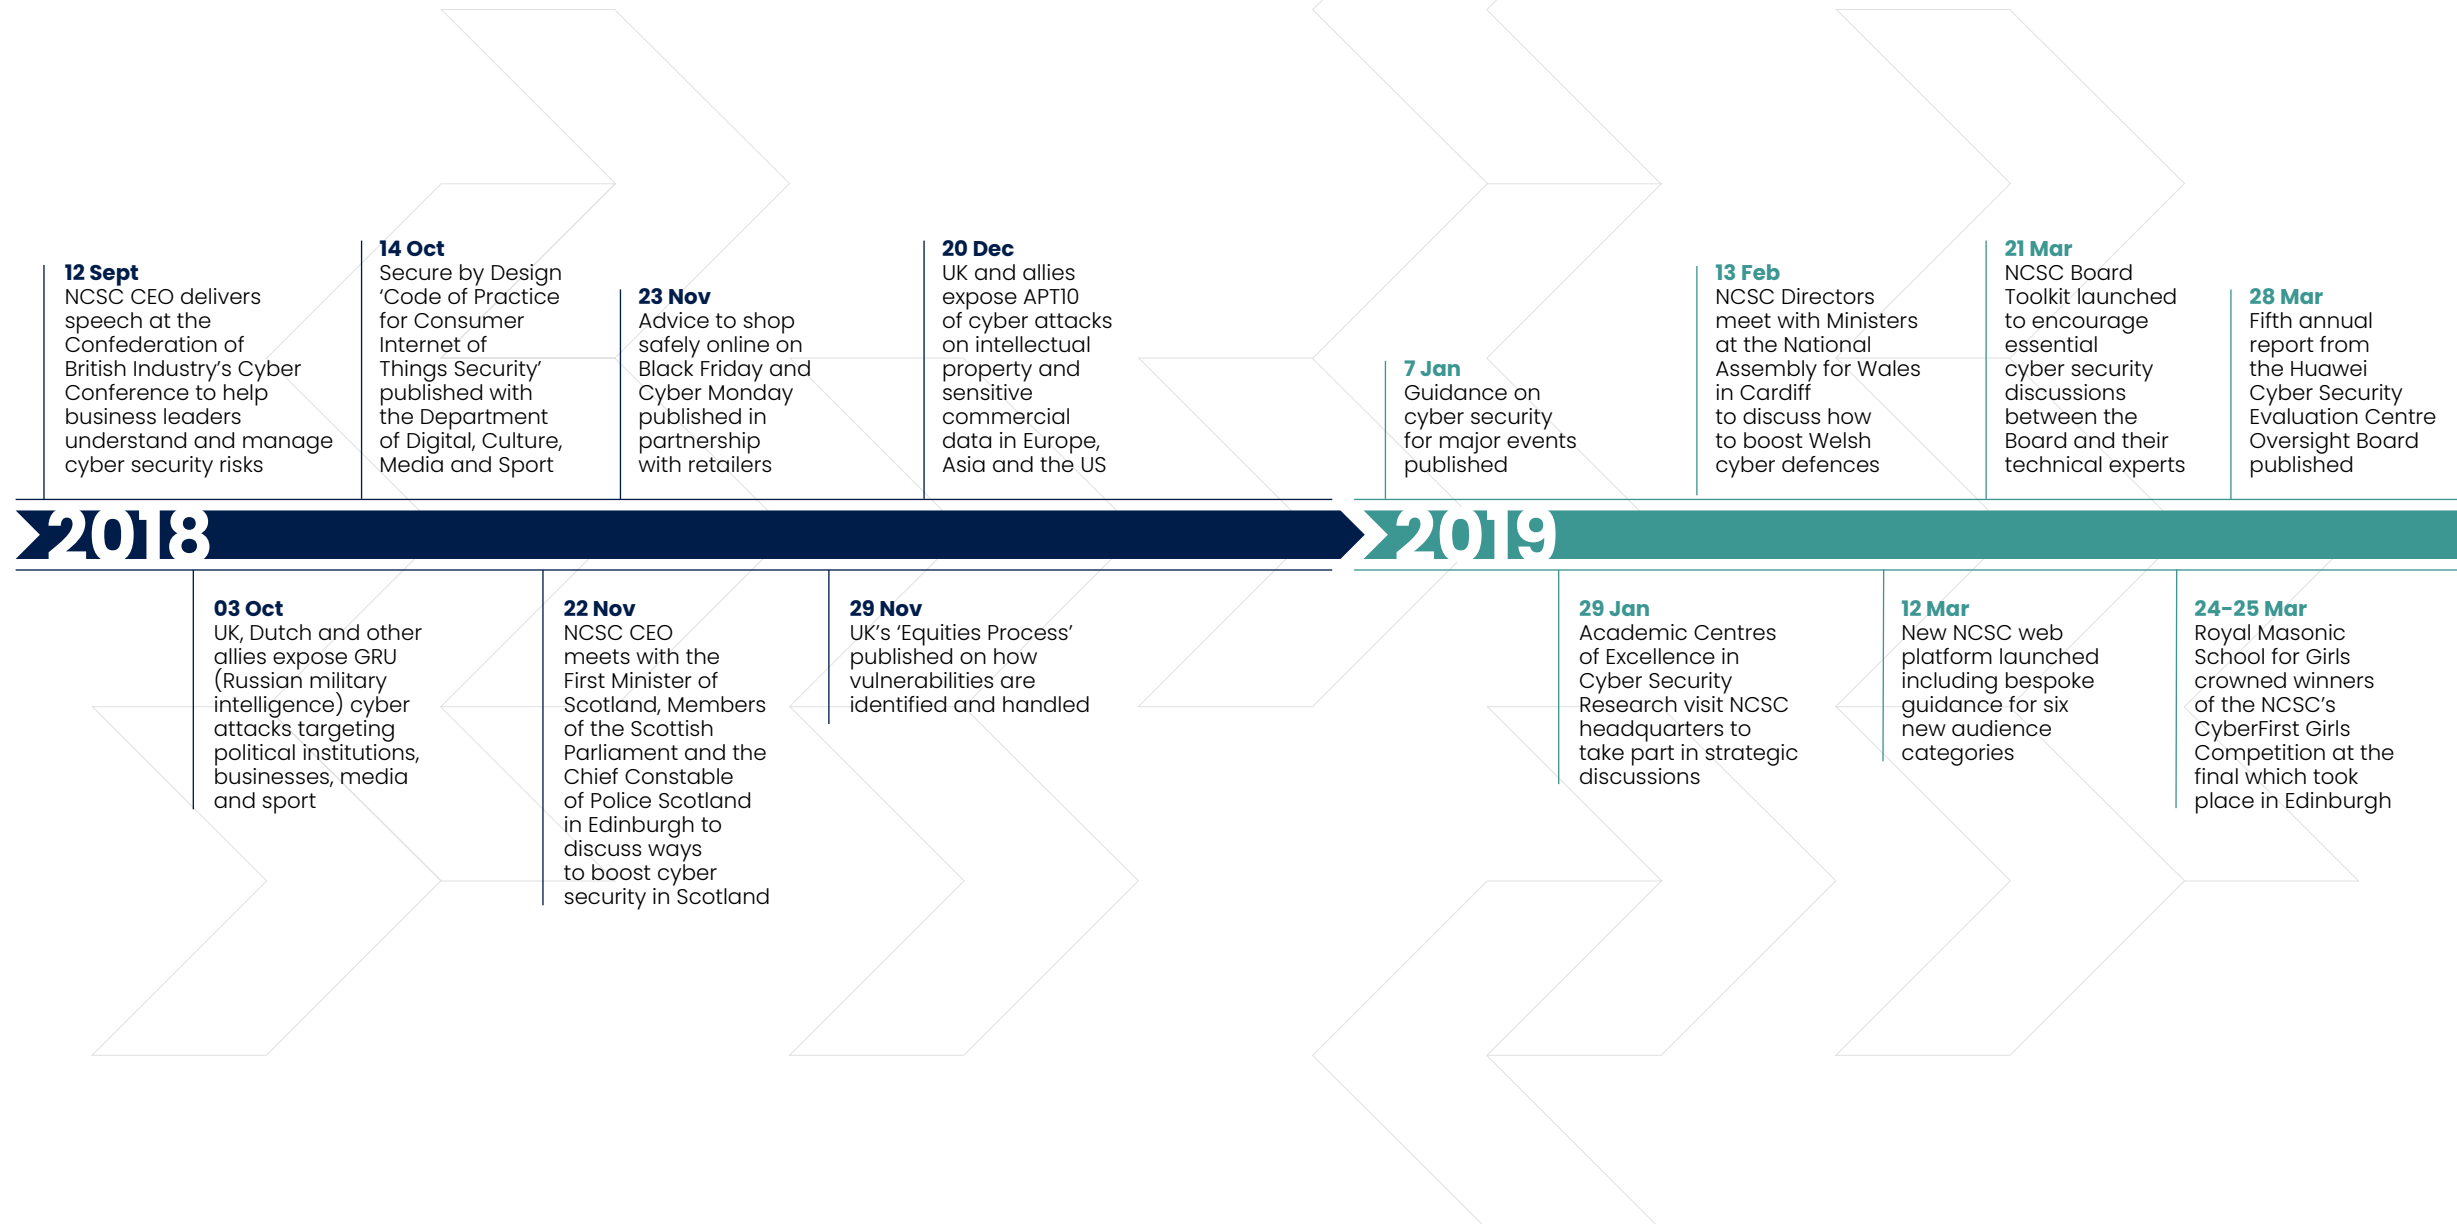 12 Sept
NCSC CEO delivers
speech at the
Confederation of
British Industry’s Cyber
Conference to help
business leaders
understand and manage
cyber security risks
14 Oct
Secure by Design
‘Code of Practice
for Consumer
Internet of
Things Security’
published with
the Department
of Digital, Culture,
Media and Sport
23 Nov
Advice to shop
safely online on
Black Friday and
Cyber Monday
published in
partnership
with retailers
20 Dec
UK and allies
expose APT10
of cyber attacks
on intellectual
property and
sensitive
commercial
data in Europe,
Asia and the US
7 Jan
Guidance on
cyber security
for major events
published
13 Feb
NCSC Directors
meet with Ministers
at the National
Assembly for Wales
in Cardiff
to discuss how
to boost Welsh
cyber defences
21 Mar
NCSC Board
Toolkit launched
to encourage
essential
cyber security
discussions
between the
Board and their
technical experts
28 Mar
Fifth annual
report from
the Huawei
Cyber Security
Evaluation Centre
Oversight Board
published
2018
2019
03 Oct
UK, Dutch and other
allies expose GRU
(Russian military
intelligence) cyber
attacks targeting
political institutions,
businesses, media
and sport
22 Nov
NCSC CEO
meets with the
First Minister of
Scotland, Members
of the Scottish
Parliament and the
Chief Constable
of Police Scotland
in Edinburgh to
discuss ways
to boost cyber
security in Scotland
29 Nov
UK’s ‘Equities Process’
published on how
vulnerabilities are
identified and handled
29 Jan
Academic Centres
of Excellence in
Cyber Security
Research visit NCSC
headquarters to
take part in strategic
discussions
12 Mar
New NCSC web
platform launched
including bespoke
guidance for six
new audience
categories
24-25 Mar
Royal Masonic
School for Girls
crowned winners
of the NCSC’s
CyberFirst Girls
Competition at the
final which took
place in Edinburgh